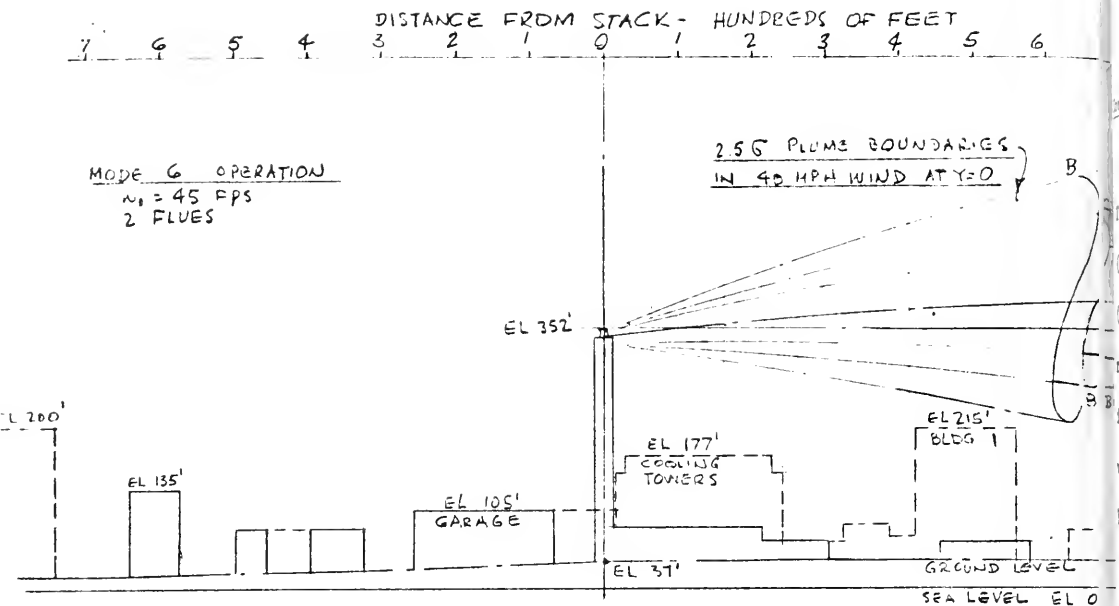 DISTANCE FROM STACK - HUNDREDS OF FEET
7 6 5 4 3 2 1 0 1 2 3 4 5 6
MODE 6 OPERATION
= 45 FPS
2 FLUES
2.5σ PLUME BOUNDARIES
IN 40 MPH WIND AT Y=0
B
EL 352'
B B
EL 200'
EL 215'
BLDG 1
EL 177'
COOLING
TOWERS
EL 135'
EL 105'
GARAGE
EL 37'
GROUND LEVEL
SEA LEVEL EL 0